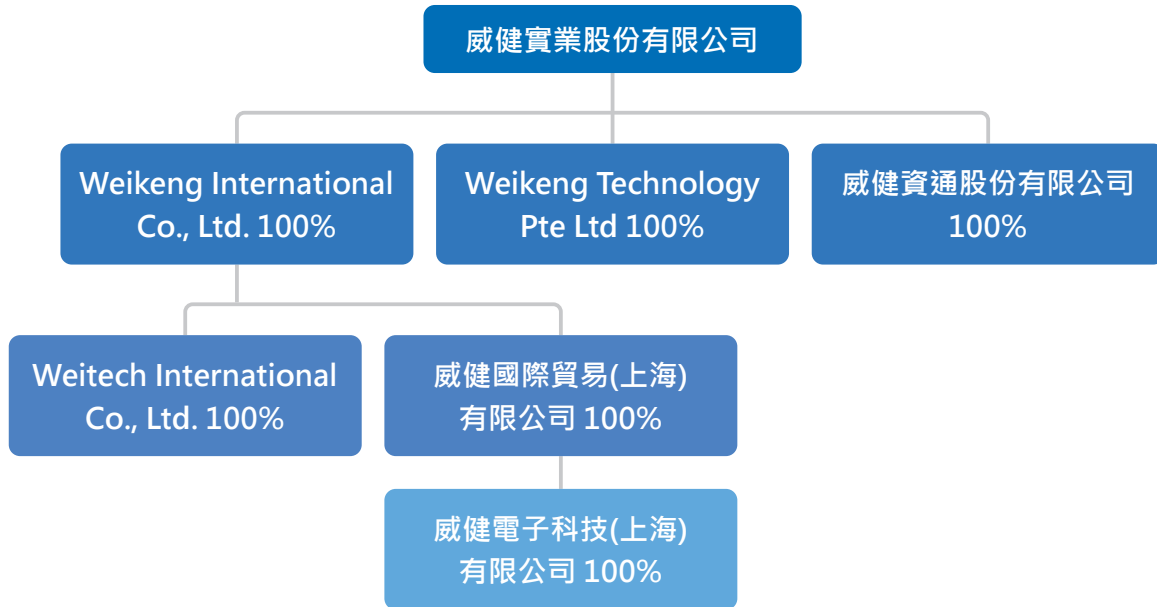 威健實業股份有限公司
Weikeng International
Co., Ltd. 100%
Weikeng Technology
Pte Ltd 100%
威健資通股份有限公司
100%
Weitech International
Co., Ltd. 100%
威健國際貿易(上海)
有限公司 100%
威健電子科技(上海)
有限公司 100%